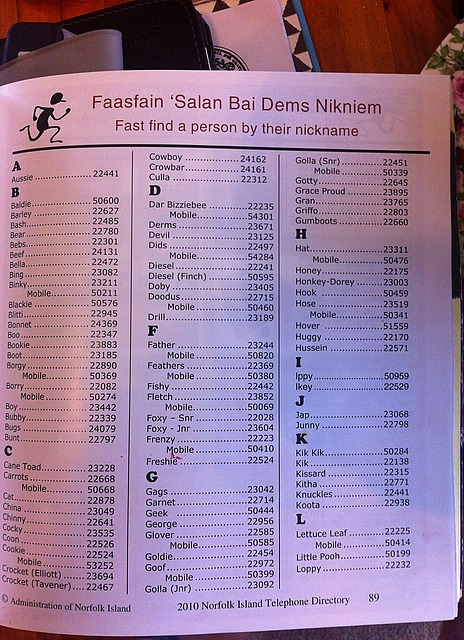 Faasfain 'Salan Bai Dems Nikniem
Fast find a person by their nickname
A
Aussie ........ 22441
B
Baldie ........ 50600
Barley ........ 22627
Bash ........ 22485
Bear ........ 22780
Bebs ........ 22301
Beef ........ 24131
Bella ........ 22472
Bing ........ 23082
Binky ........ 23211
Mobile ........ 50211
Blackie ........ 50576
Blitti ........ 22945
Bonnet ........ 24369
Boo ........ 22347
Bookie ........ 23883
Boot ........ 23185
Borgy ........ 22890
Mobile ........ 50369
Borry ........ 22082
Mobile ........ 50274
Boy ........ 23442
Bubby ........ 22339
Bugs ........ 24079
Bunt ........ 22797
C
Cane Toad ........ 23228
Carrots ........ 22668
Mobile ........ 50668
Cat ........ 22878
China ........ 23049
Chinny ........ 22641
Cocky ........ 23535
Coon ........ 22526
Cookie ........ 22524
Mobile ........ 53252
Crocket (Elliott) ........ 23694
Crocket (Tavener) ........ 22467
Cowboy ........ 24162
Crowbar ........ 24161
Culla ........ 22312
D
Dar Bizziebee ........ 22235
Mobile ........ 54301
Derms ........ 23671
Devil ........ 23125
Dids ........ 22497
Mobile ........ 54284
Diesel ........ 22241
Diesel (Finch) ........ 50595
Doby ........ 23405
Doodus ........ 22715
Mobile ........ 50460
Drill ........ 23189
F
Father ........ 23244
Mobile ........ 50820
Feathers ........ 22369
Mobile ........ 50380
Fishy ........ 22442
Fletch ........ 23852
Mobile ........ 50069
Foxy – Snr ........ 22028
Foxy - Jnr ........ 23604
Frenzy ........ 22223
Mobile ........ 50410
Freshie ........ 22524
G
Gags ........ 23042
Garnet ........ 22714
Geek ........ 50444
George ........ 22956
Glover ........ 22585
Mobile ........ 50585
Goldie ........ 22454
Goof ........ 22972
Mobile ........ 50399
Golla (Jnr) ........ 23092
Golla (Snr) ........ 22451
Mobile ........ 50339
Gotty ........ 22645
Grace Proud ........ 23895
Gran ........ 23765
Griffo ........ 22803
Gumboots ........ 22660
H
Hat ........ 23311
Mobile ........ 50476
Honey ........ 22175
Honkey-Dorey ........ 23003
Hook ........ 50459
Hose ........ 23519
Mobile ........ 50341
Hover ........ 51559
Huggy ........ 22170
Hussein ........ 22571
I
Ippy ........ 50959
Ikey ........ 22529
J
Jap ........ 23068
Junny ........ 22798
K
Kik Kik ........ 50284
Kik ........ 22138
Kissard ........ 22315
Kitha ........ 22771
Knuckles ........ 22441
Koota ........ 22938
L
Lettuce Leaf ........ 22225
Mobile ........ 50414
Little Pooh ........ 50199
Loppy ........ 22232
© Administration of Norfolk Island
2010 Norfolk Island Telephone Directory
89